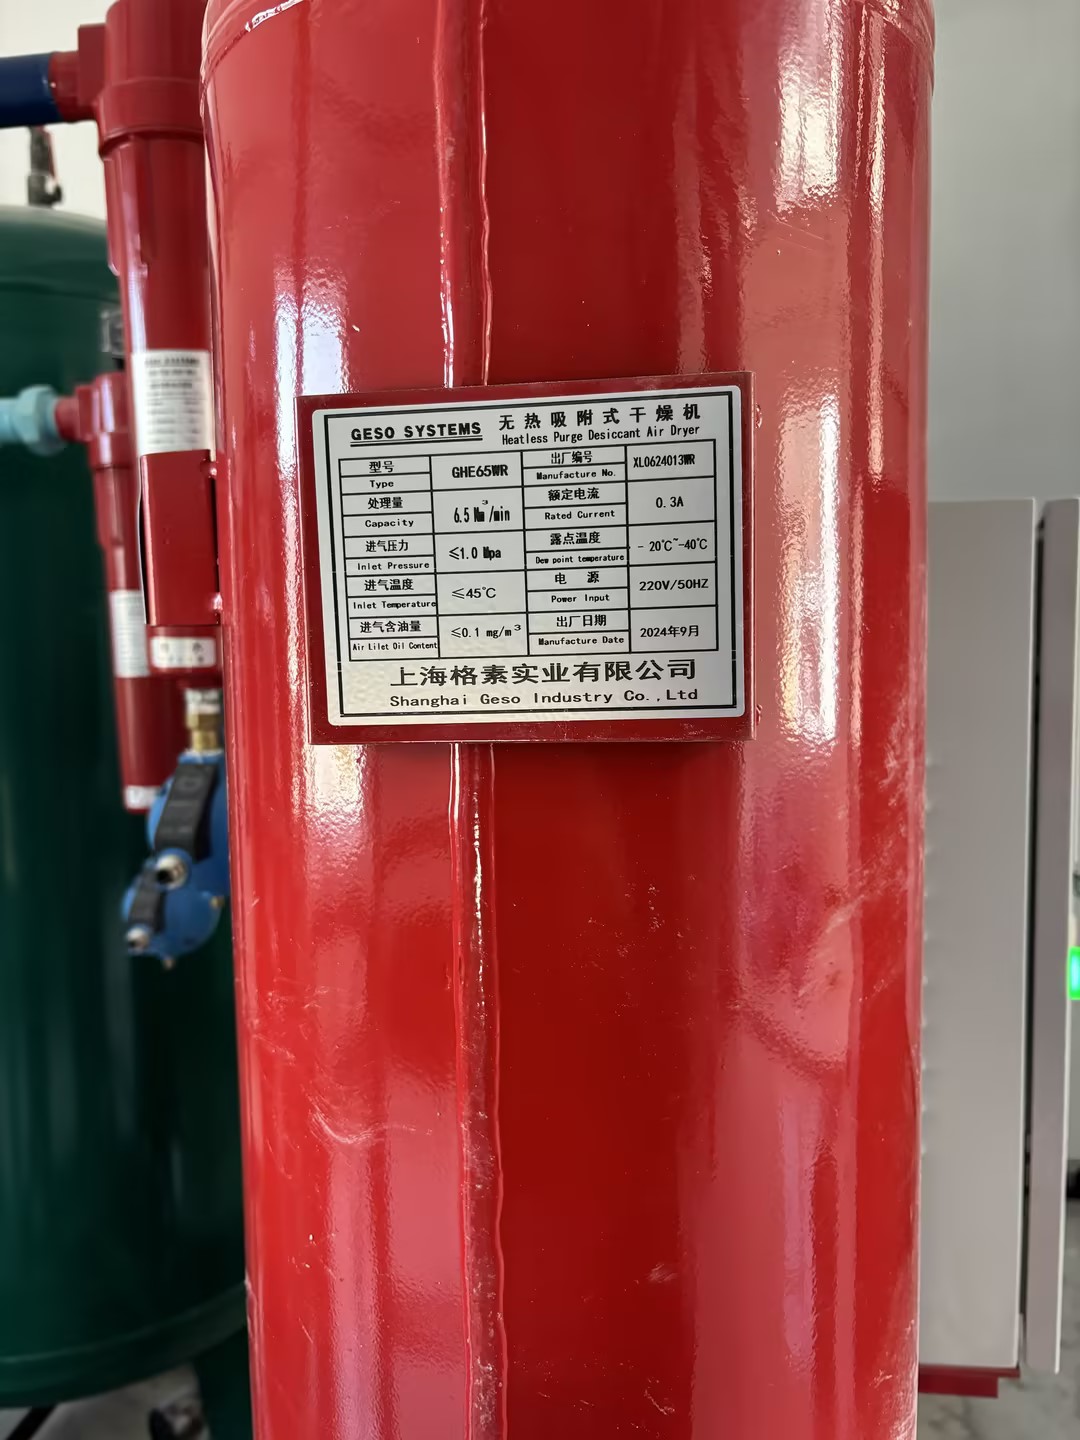 GESO SYSTEMS 无热吸附式干燥机
Heatless Purge Desiccant Air Dryer
型号 Type GHE65WR 出厂编号 Manufacture No. XL0624013WR
处理量 Capacity 6.5 Nm³/min 额定电流 Rated Current 0.3A
进气压力 Inlet Pressure ≤1.0 Mpa 露点温度 Dew point temperature -20℃~-40℃
进气温度 Inlet Temperature ≤45℃ 电 源 Power Input 220V/50HZ
进气含油量 Air Lilet Oil Content ≤0.1 mg/m³ 出厂日期 Manufacture Date 2024年9月
上海格素实业有限公司
Shanghai Geso Industry Co.,Ltd